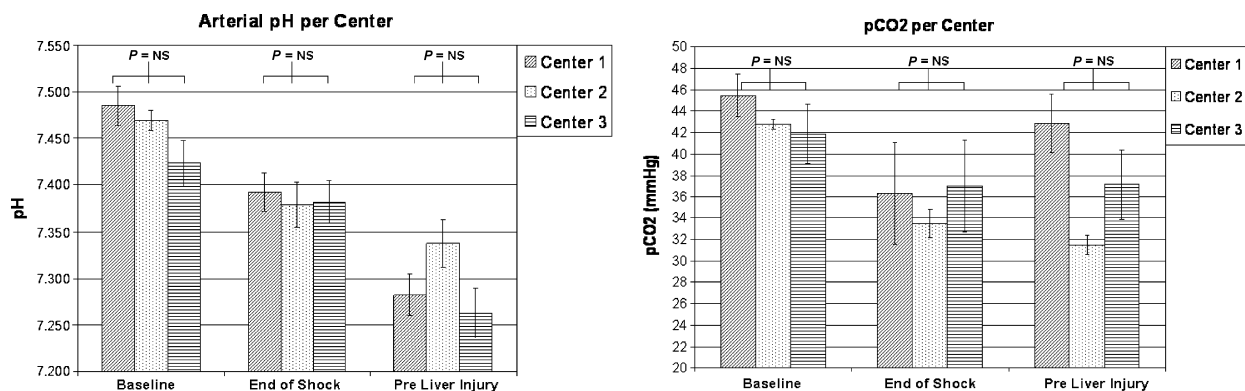 Arterial pH per Center
7.550
7.500
7.450
7.400
7.350
7.300
7.250
7.200
pH
P = NS
P = NS
P = NS
Center 1
Center 2
Center 3
Baseline
End of Shock
Pre Liver Injury
pCO2 per Center
50
48
46
44
42
40
38
36
34
32
30
28
26
24
22
20
pCO2 (mmHg)
P = NS
P = NS
P = NS
Center 1
Center 2
Center 3
Baseline
End of Shock
Pre Liver Injury